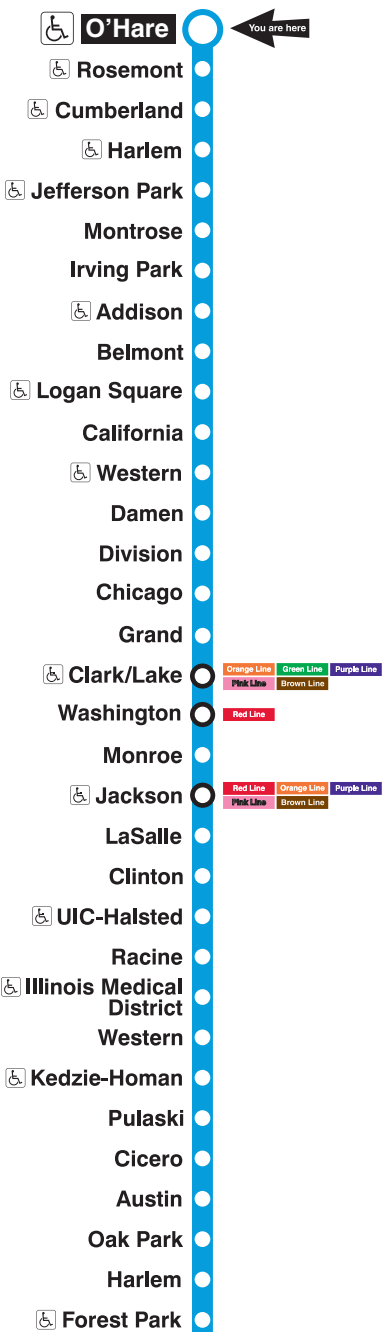 O'Hare
You are here
Rosemont
Cumberland
Harlem
Jefferson Park
Montrose
Irving Park
Addison
Belmont
Logan Square
California
Western
Damen
Division
Chicago
Grand
Clark/Lake
Orange Line Green Line Purple Line
Pink Line Brown Line
Washington
Red Line
Monroe
Jackson
Red Line Orange Line Purple Line
Pink Line Brown Line
LaSalle
Clinton
UIC-Halsted
Racine
Illinois Medical
District
Western
Kedzie-Homan
Pulaski
Cicero
Austin
Oak Park
Harlem
Forest Park